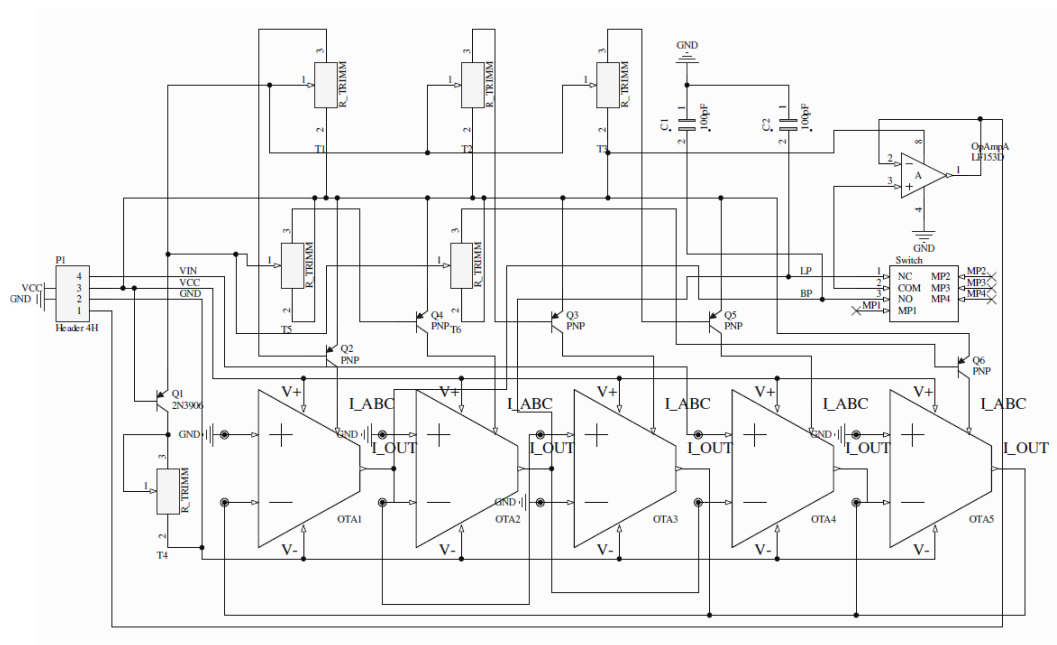 GND
3
1
2
R_TRIMM
T1
3
1
2
R_TRIMM
T2
3
1
2
R_TRIMM
T3
1
2
C1
100pF
1
2
C2
100pF
8
2
3
1
4
A
OpAmpA
LF153D
GND
P1
VCC
GND
4
3
2
1
Header 4H
VIN
VCC
GND
3
1
2
R_TRIMM
T5
3
1
2
R_TRIMM
T6
LP
BP
Switch
1
2
3
NC
COM
NO
MP1
MP2
MP3
MP4
MP2
MP3
MP4
MP1
Q4
PNP
Q3
PNP
Q5
PNP
Q2
PNP
Q6
PNP
Q1
2N3906
3
1
2
R_TRIMM
T4
V+
I_ABC
V+
I_ABC
V+
I_ABC
V+
I_ABC
V+
I_ABC
GND
GND
GND
GND
I_OUT
I_OUT
I_OUT
I_OUT
I_OUT
V-
V-
V-
V-
V-
OTA1
OTA2
OTA3
OTA4
OTA5